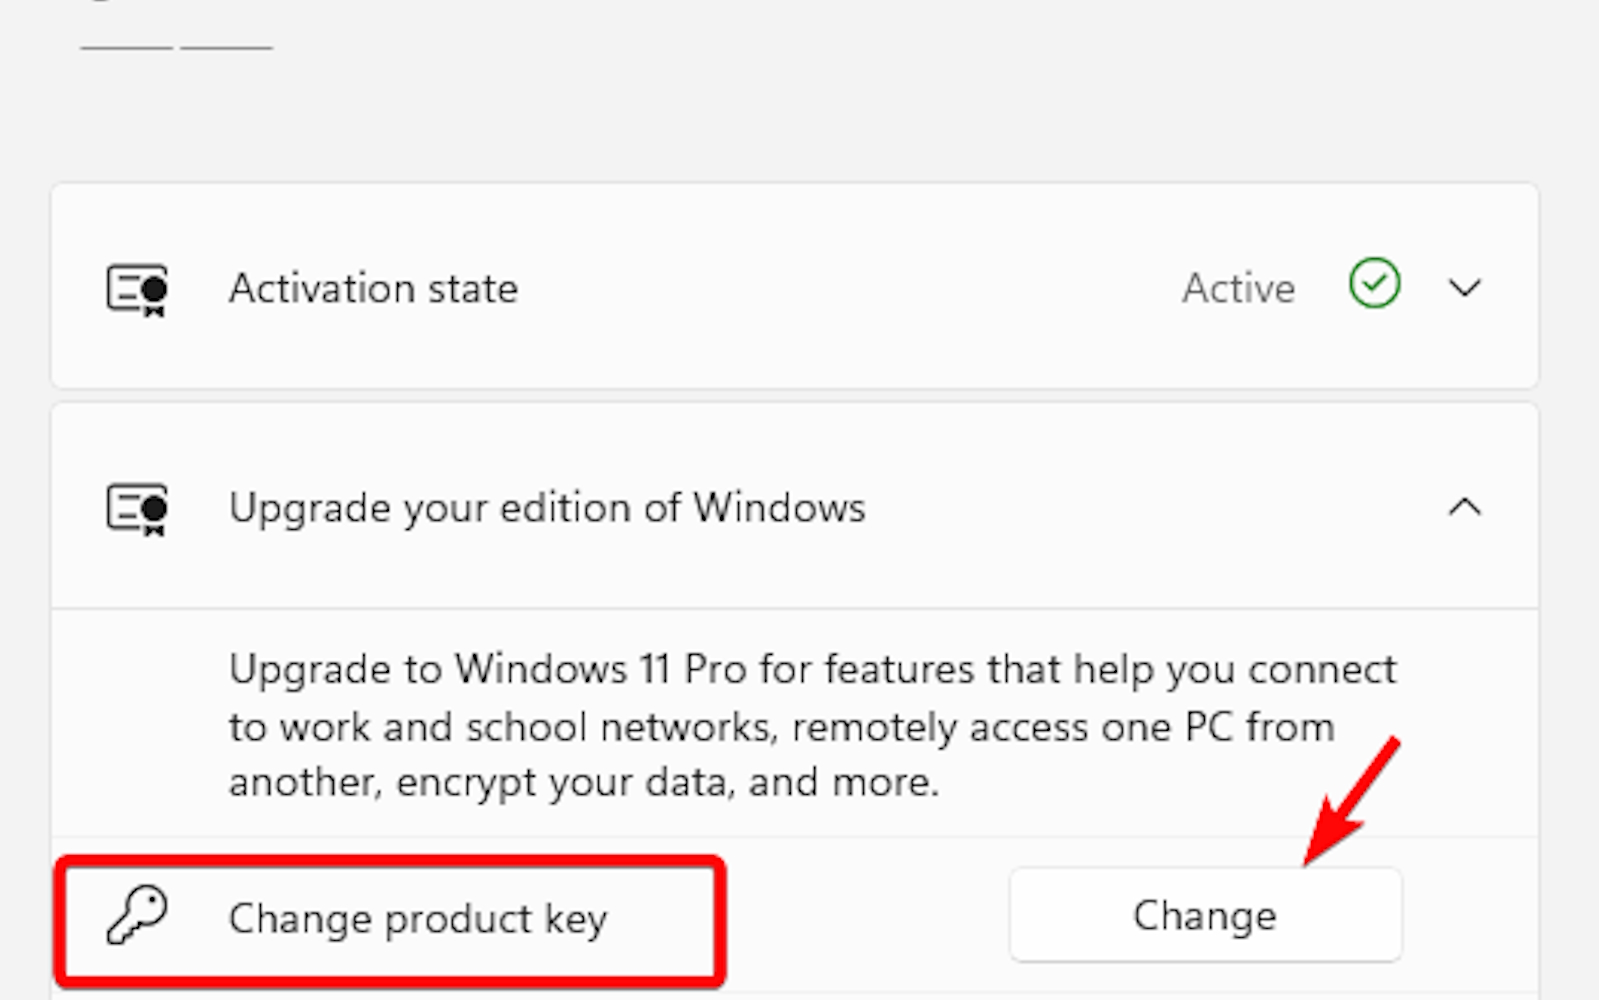 Activation state
Active
Upgrade your edition of Windows
Upgrade to Windows 11 Pro for features that help you connect
to work and school networks, remotely access one PC from
another, encrypt your data, and more.
Change product key
Change